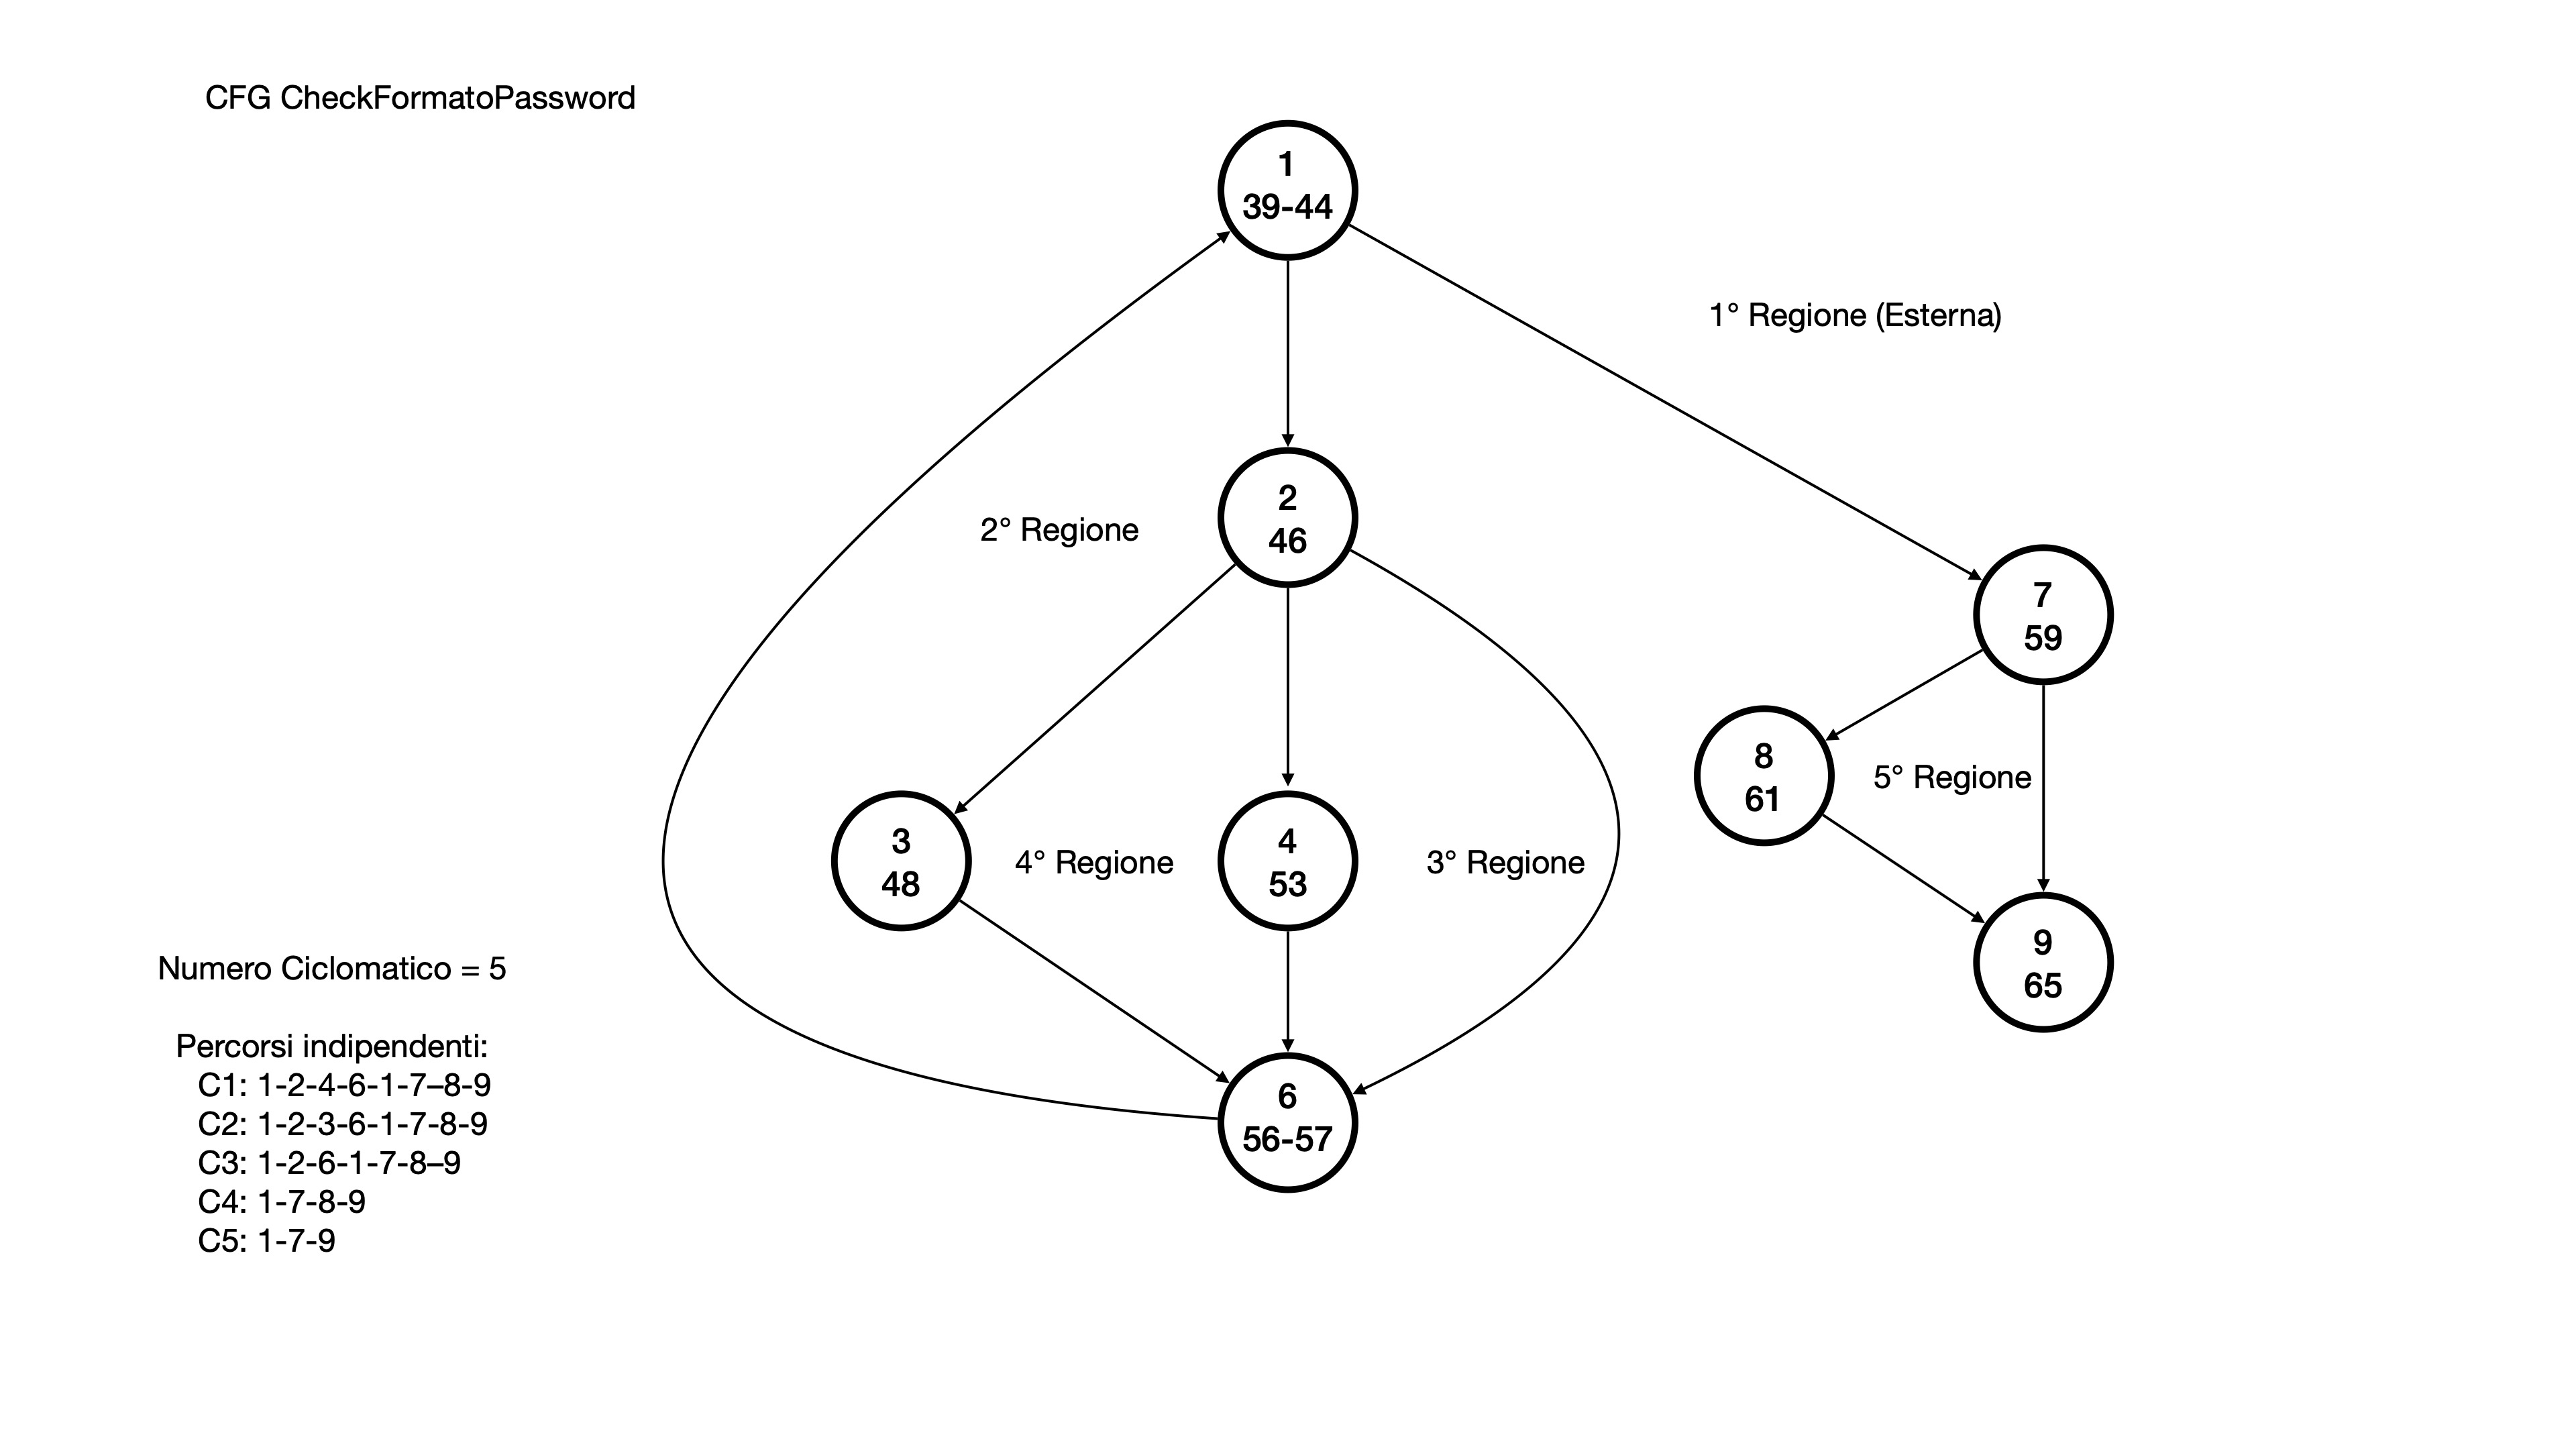 CFG CheckFormatoPassword
1
39-44
1° Regione (Esterna)
2
46
2° Regione
7
59
8
61
5° Regione
3
48
4° Regione
4
53
3° Regione
9
65
6
56-57
Numero Ciclomatico = 5
Percorsi indipendenti:
C1: 1-2-4-6-1-7–8-9
C2: 1-2-3-6-1-7-8-9
C3: 1-2-6-1-7-8–9
C4: 1-7-8-9
C5: 1-7-9